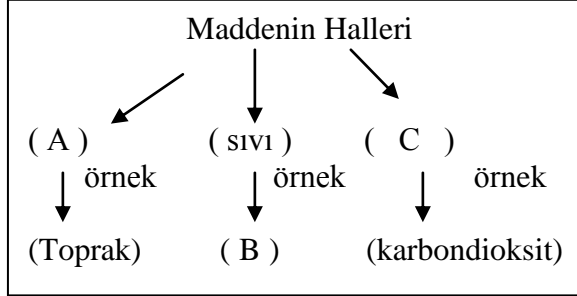 Maddenin Halleri
( A ) ( sıvı ) ( C )
örnek örnek örnek
(Toprak) ( B ) (karbondioksit)